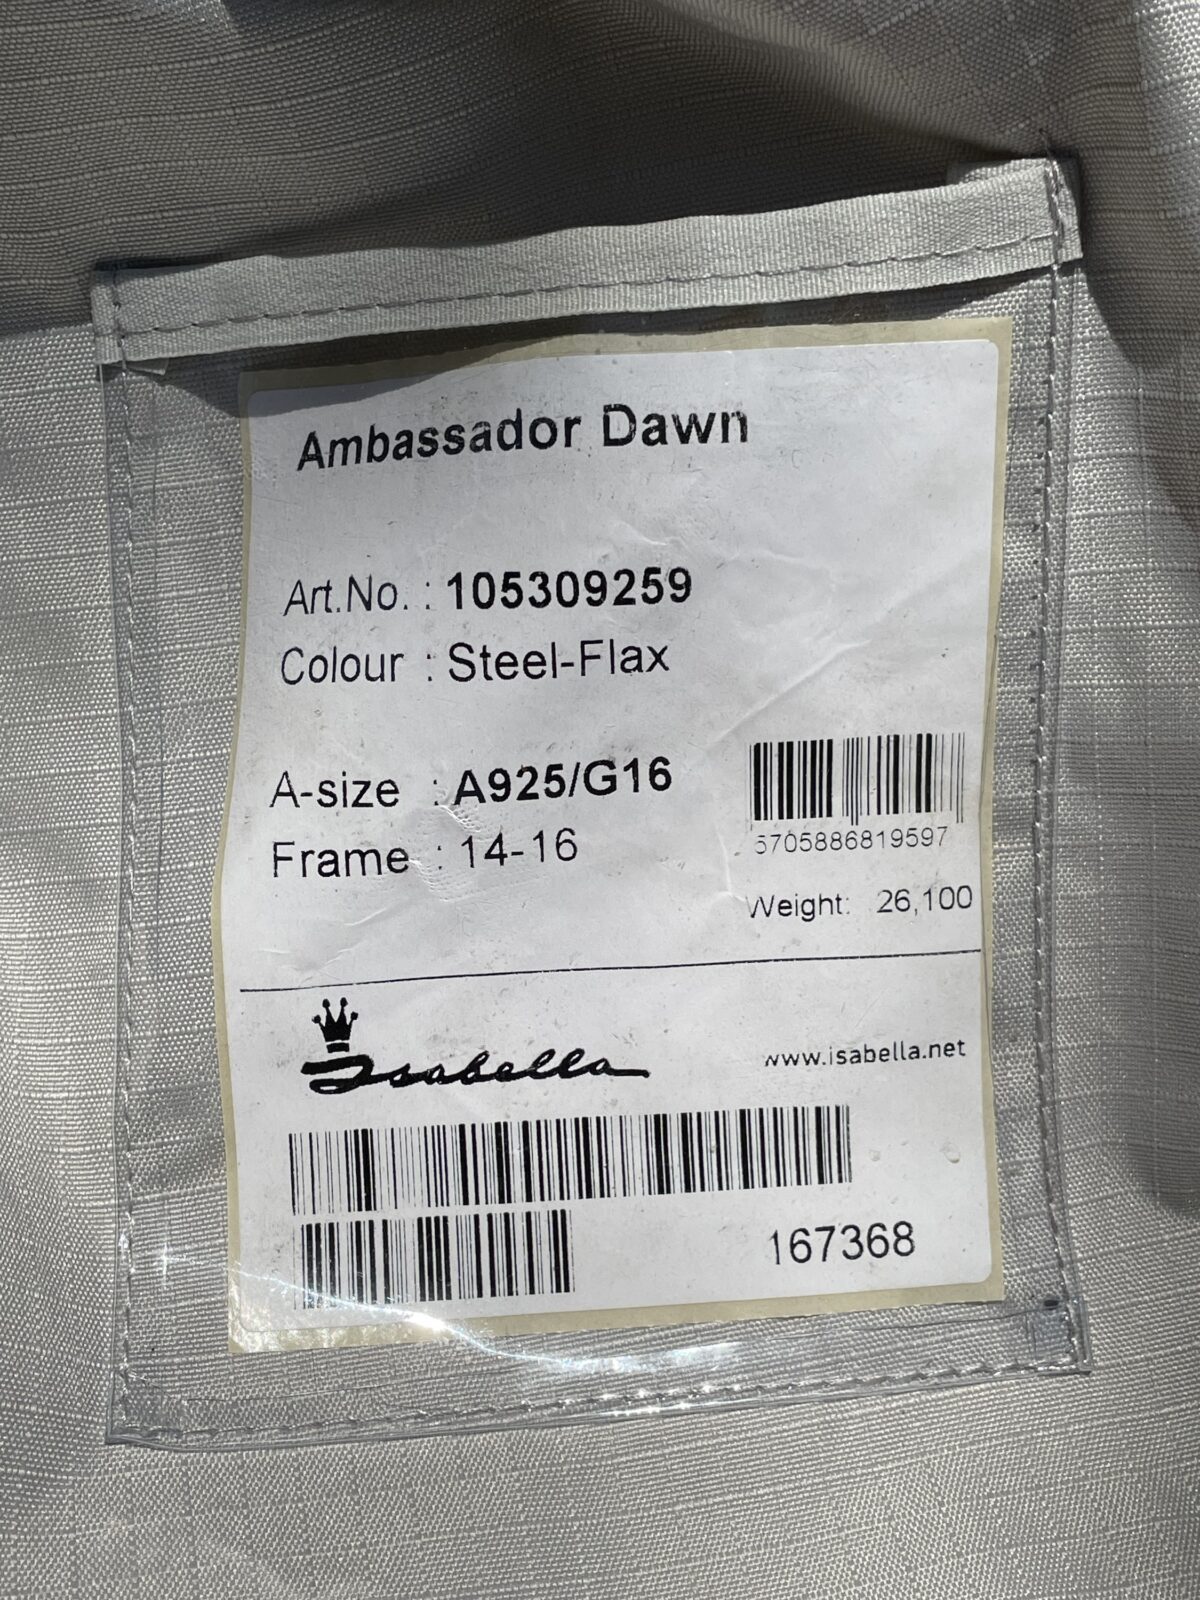 Ambassador Dawn
Art.No. : 105309259
Colour : Steel-Flax
A-size : A925/G16
Frame : 14-16
5705886819597
Weight: 26,100
Isabella
www.isabella.net
167368